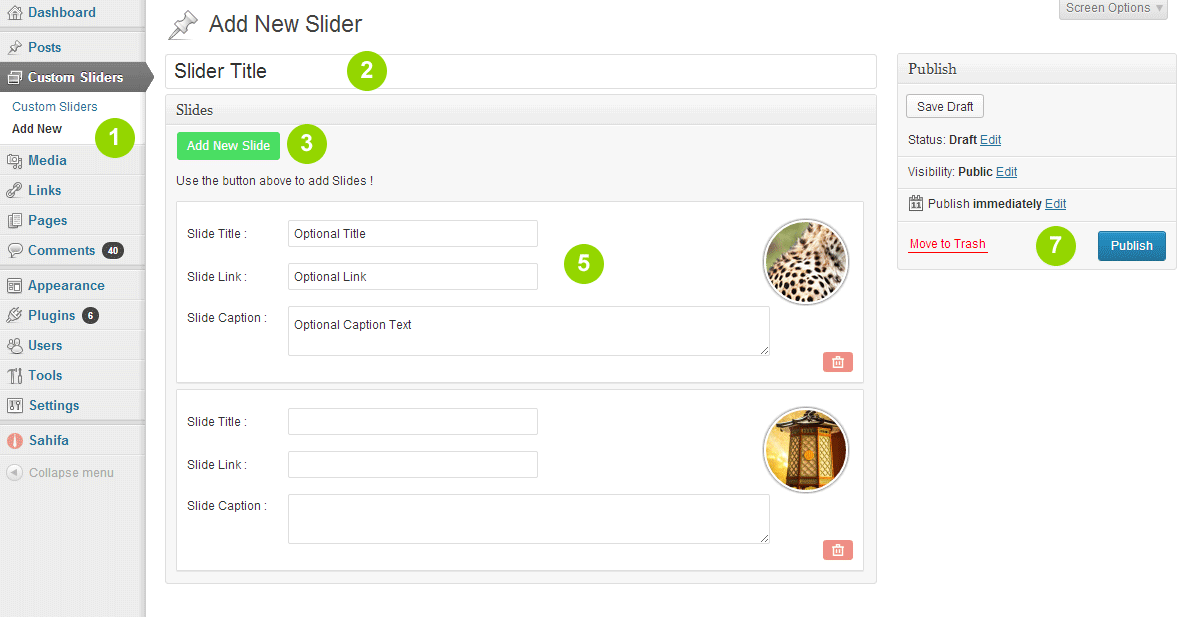 Dashboard
Posts
Custom Sliders
Custom Sliders
Add New
1
Media
Links
Pages
Comments 40
Appearance
Plugins 6
Users
Tools
Settings
Sahifa
Collapse menu
Screen Options
Add New Slider
Slider Title 2
Slides
Add New Slide 3
Use the button above to add Slides !
Slide Title : Optional Title
Slide Link : Optional Link
5
Slide Caption : Optional Caption Text
Slide Title :
Slide Link :
Slide Caption :
Publish
Save Draft
Status: Draft Edit
Visibility: Public Edit
11 Publish immediately Edit
Move to Trash 7 Publish